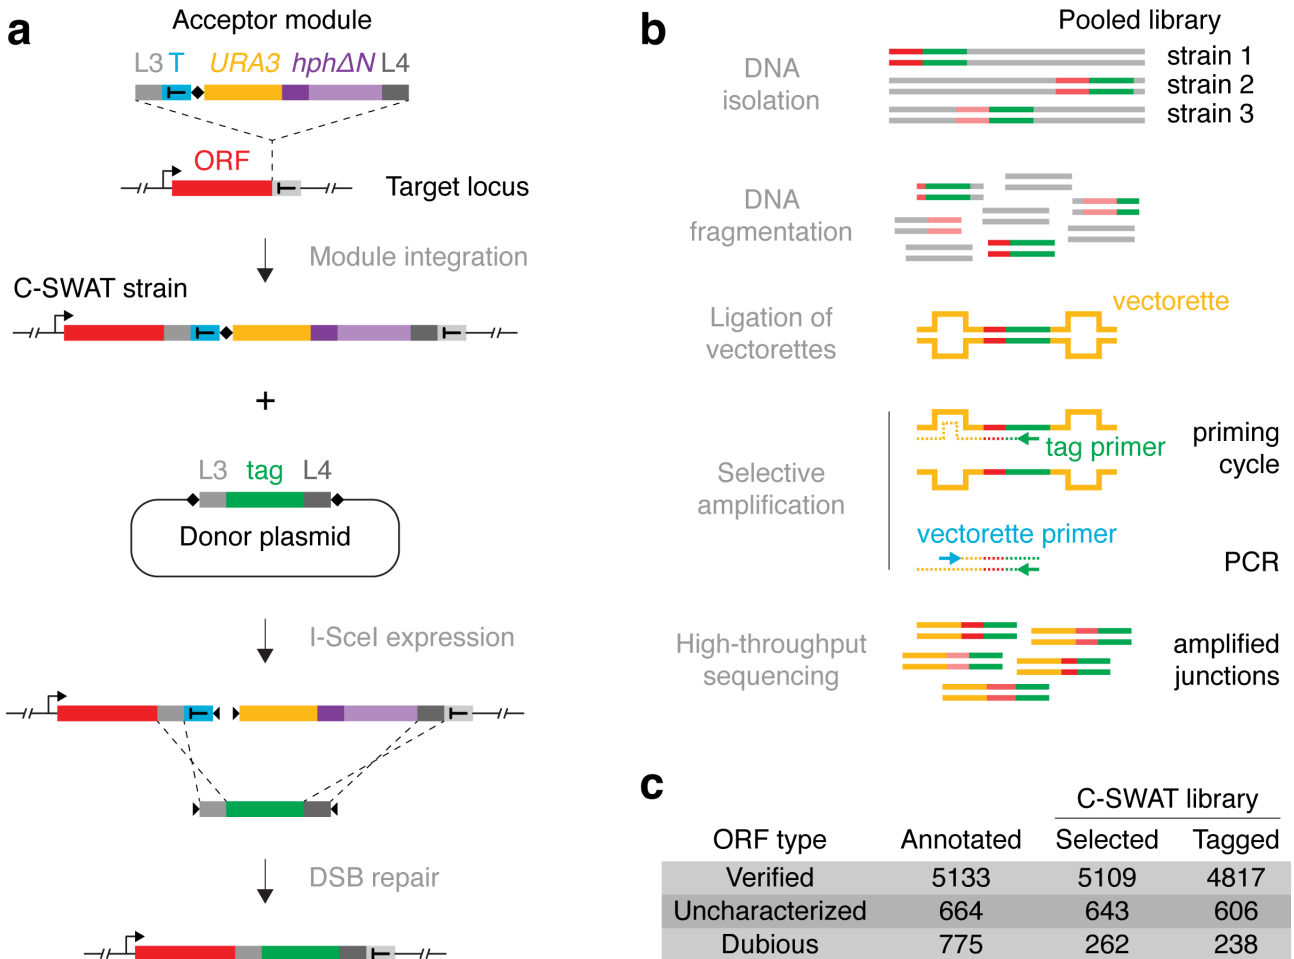 a
Acceptor module
L3 T URA3 hphΔN L4
ORF
Target locus
Module integration
C-SWAT strain
+
L3 tag L4
Donor plasmid
I-SceI expression
DSB repair
b
Pooled library
DNA
isolation
strain 1
strain 2
strain 3
DNA
fragmentation
Ligation of
vectorettes
vectorette
Selective
amplification
priming
cycle
tag primer
vectorette primer
PCR
High-throughput
sequencing
amplified
junctions
c
C-SWAT library
ORF type Annotated Selected Tagged
Verified 5133 5109 4817
Uncharacterized 664 643 606
Dubious 775 262 238